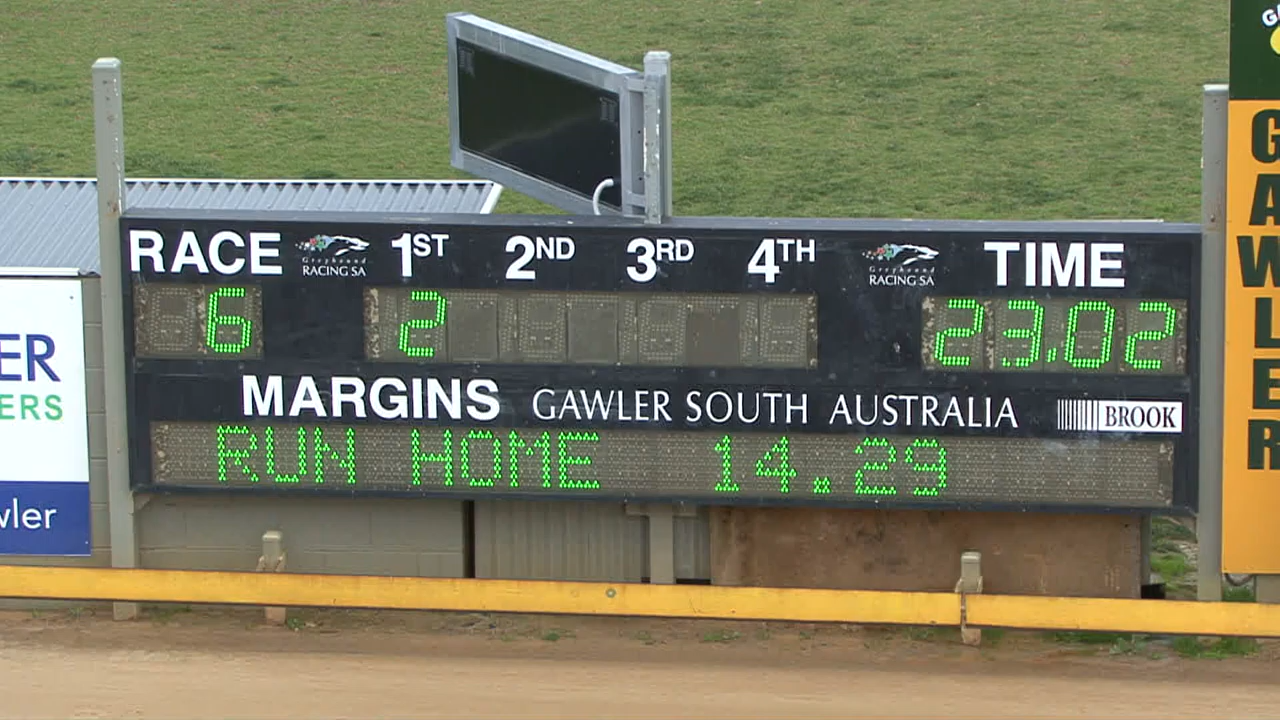 RACE
Greyhound
RACING SA
1ST 2ND 3RD 4TH
Greyhound
RACING SA
TIME
6 2 23.02
MARGINS GAWLER SOUTH AUSTRALIA BROOK
RUN HOME 14.29
ER
ERS
wler
GAWLER